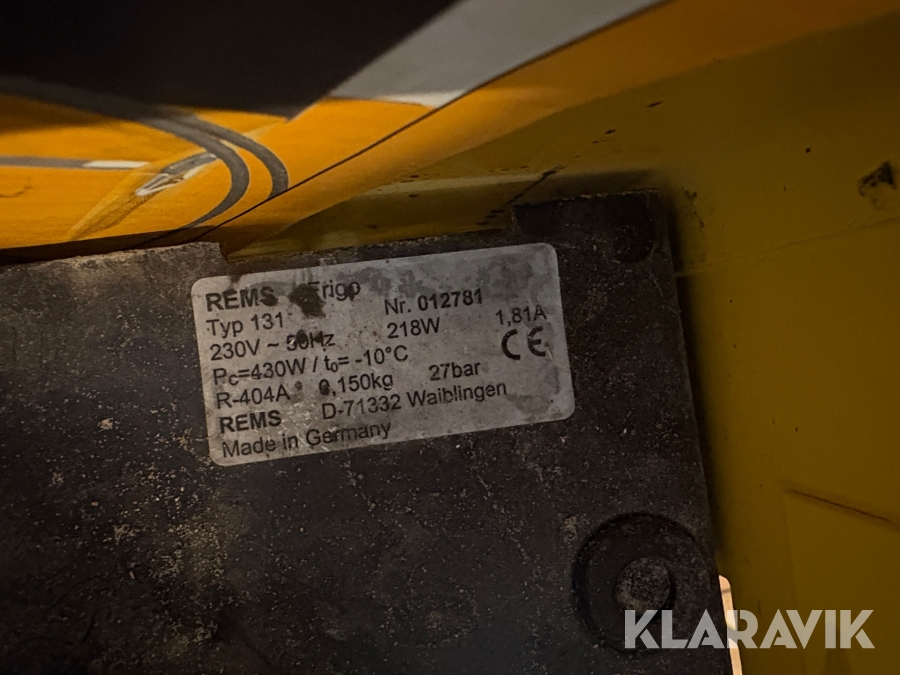 REMS Frigo
Typ 131 Nr. 012781
230V ~ 50Hz 218W 1,81A
Pc=430W / to= -10°C
R-404A 0,150kg 27bar CE
REMS D-71332 Waiblingen
Made in Germany
KLARAVIK